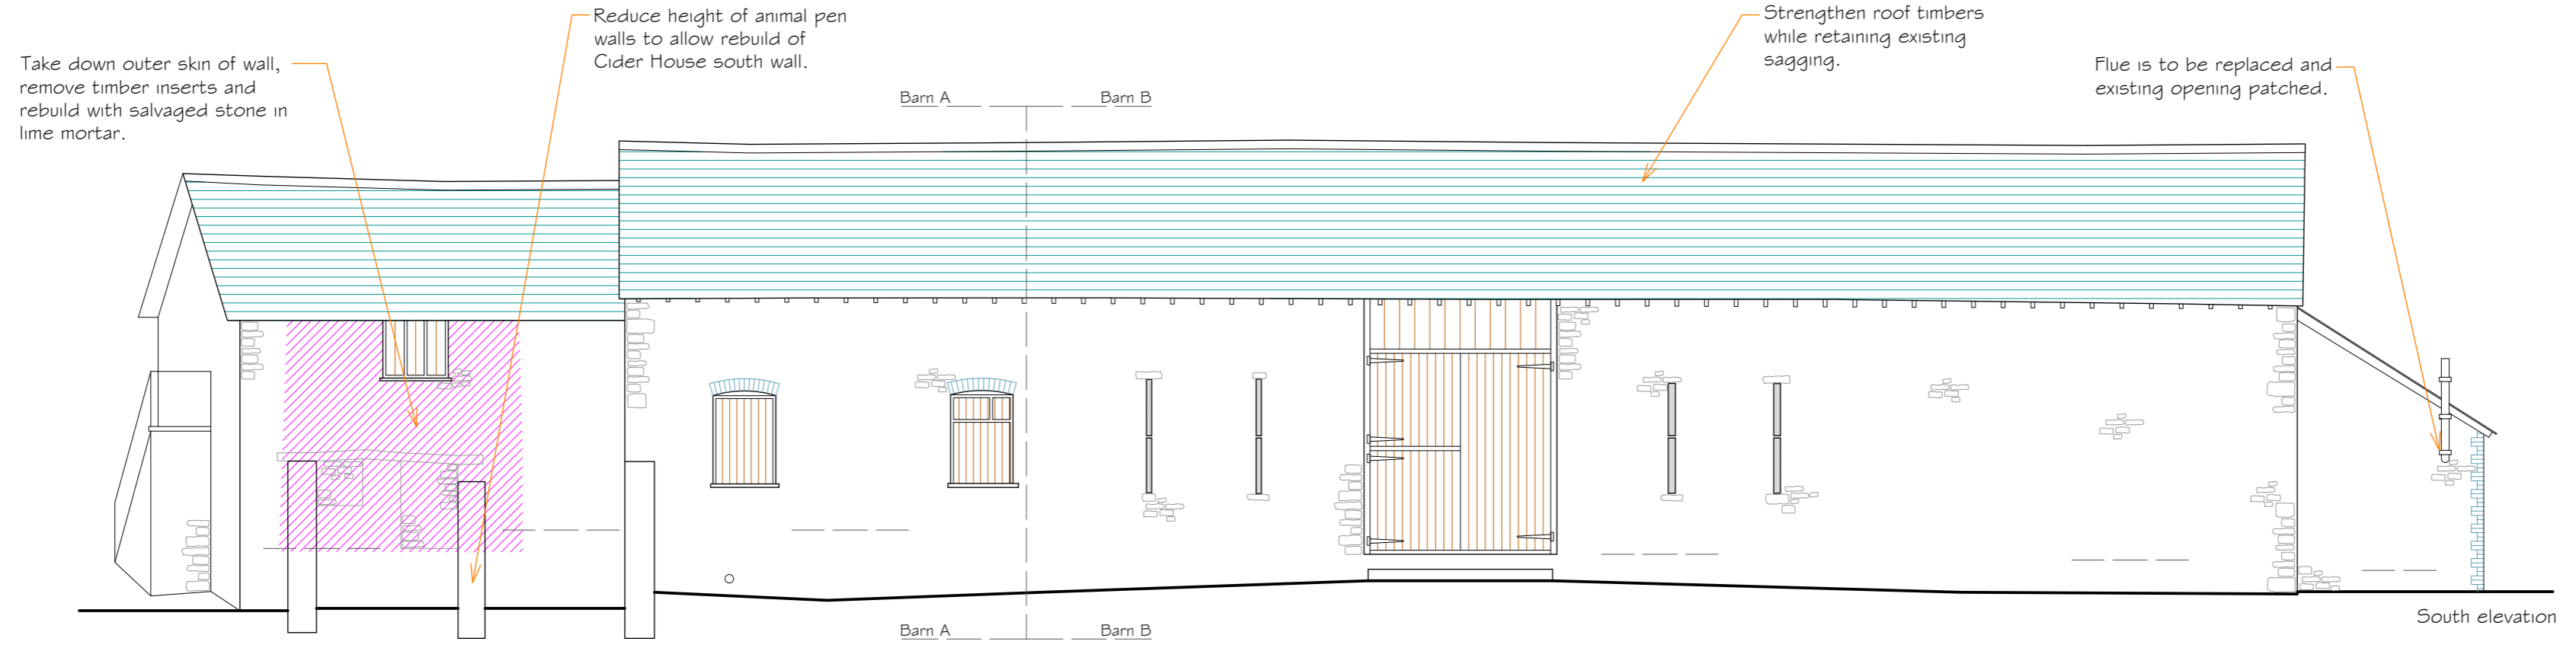 Take down outer skin of wall,
remove timber inserts and
rebuild with salvaged stone in
lime mortar.
Reduce height of animal pen
walls to allow rebuild of
Cider House south wall.
Strengthen roof timbers
while retaining existing
sagging.
Flue is to be replaced and
existing opening patched.
Barn A
Barn B
Barn A
Barn B
South elevation